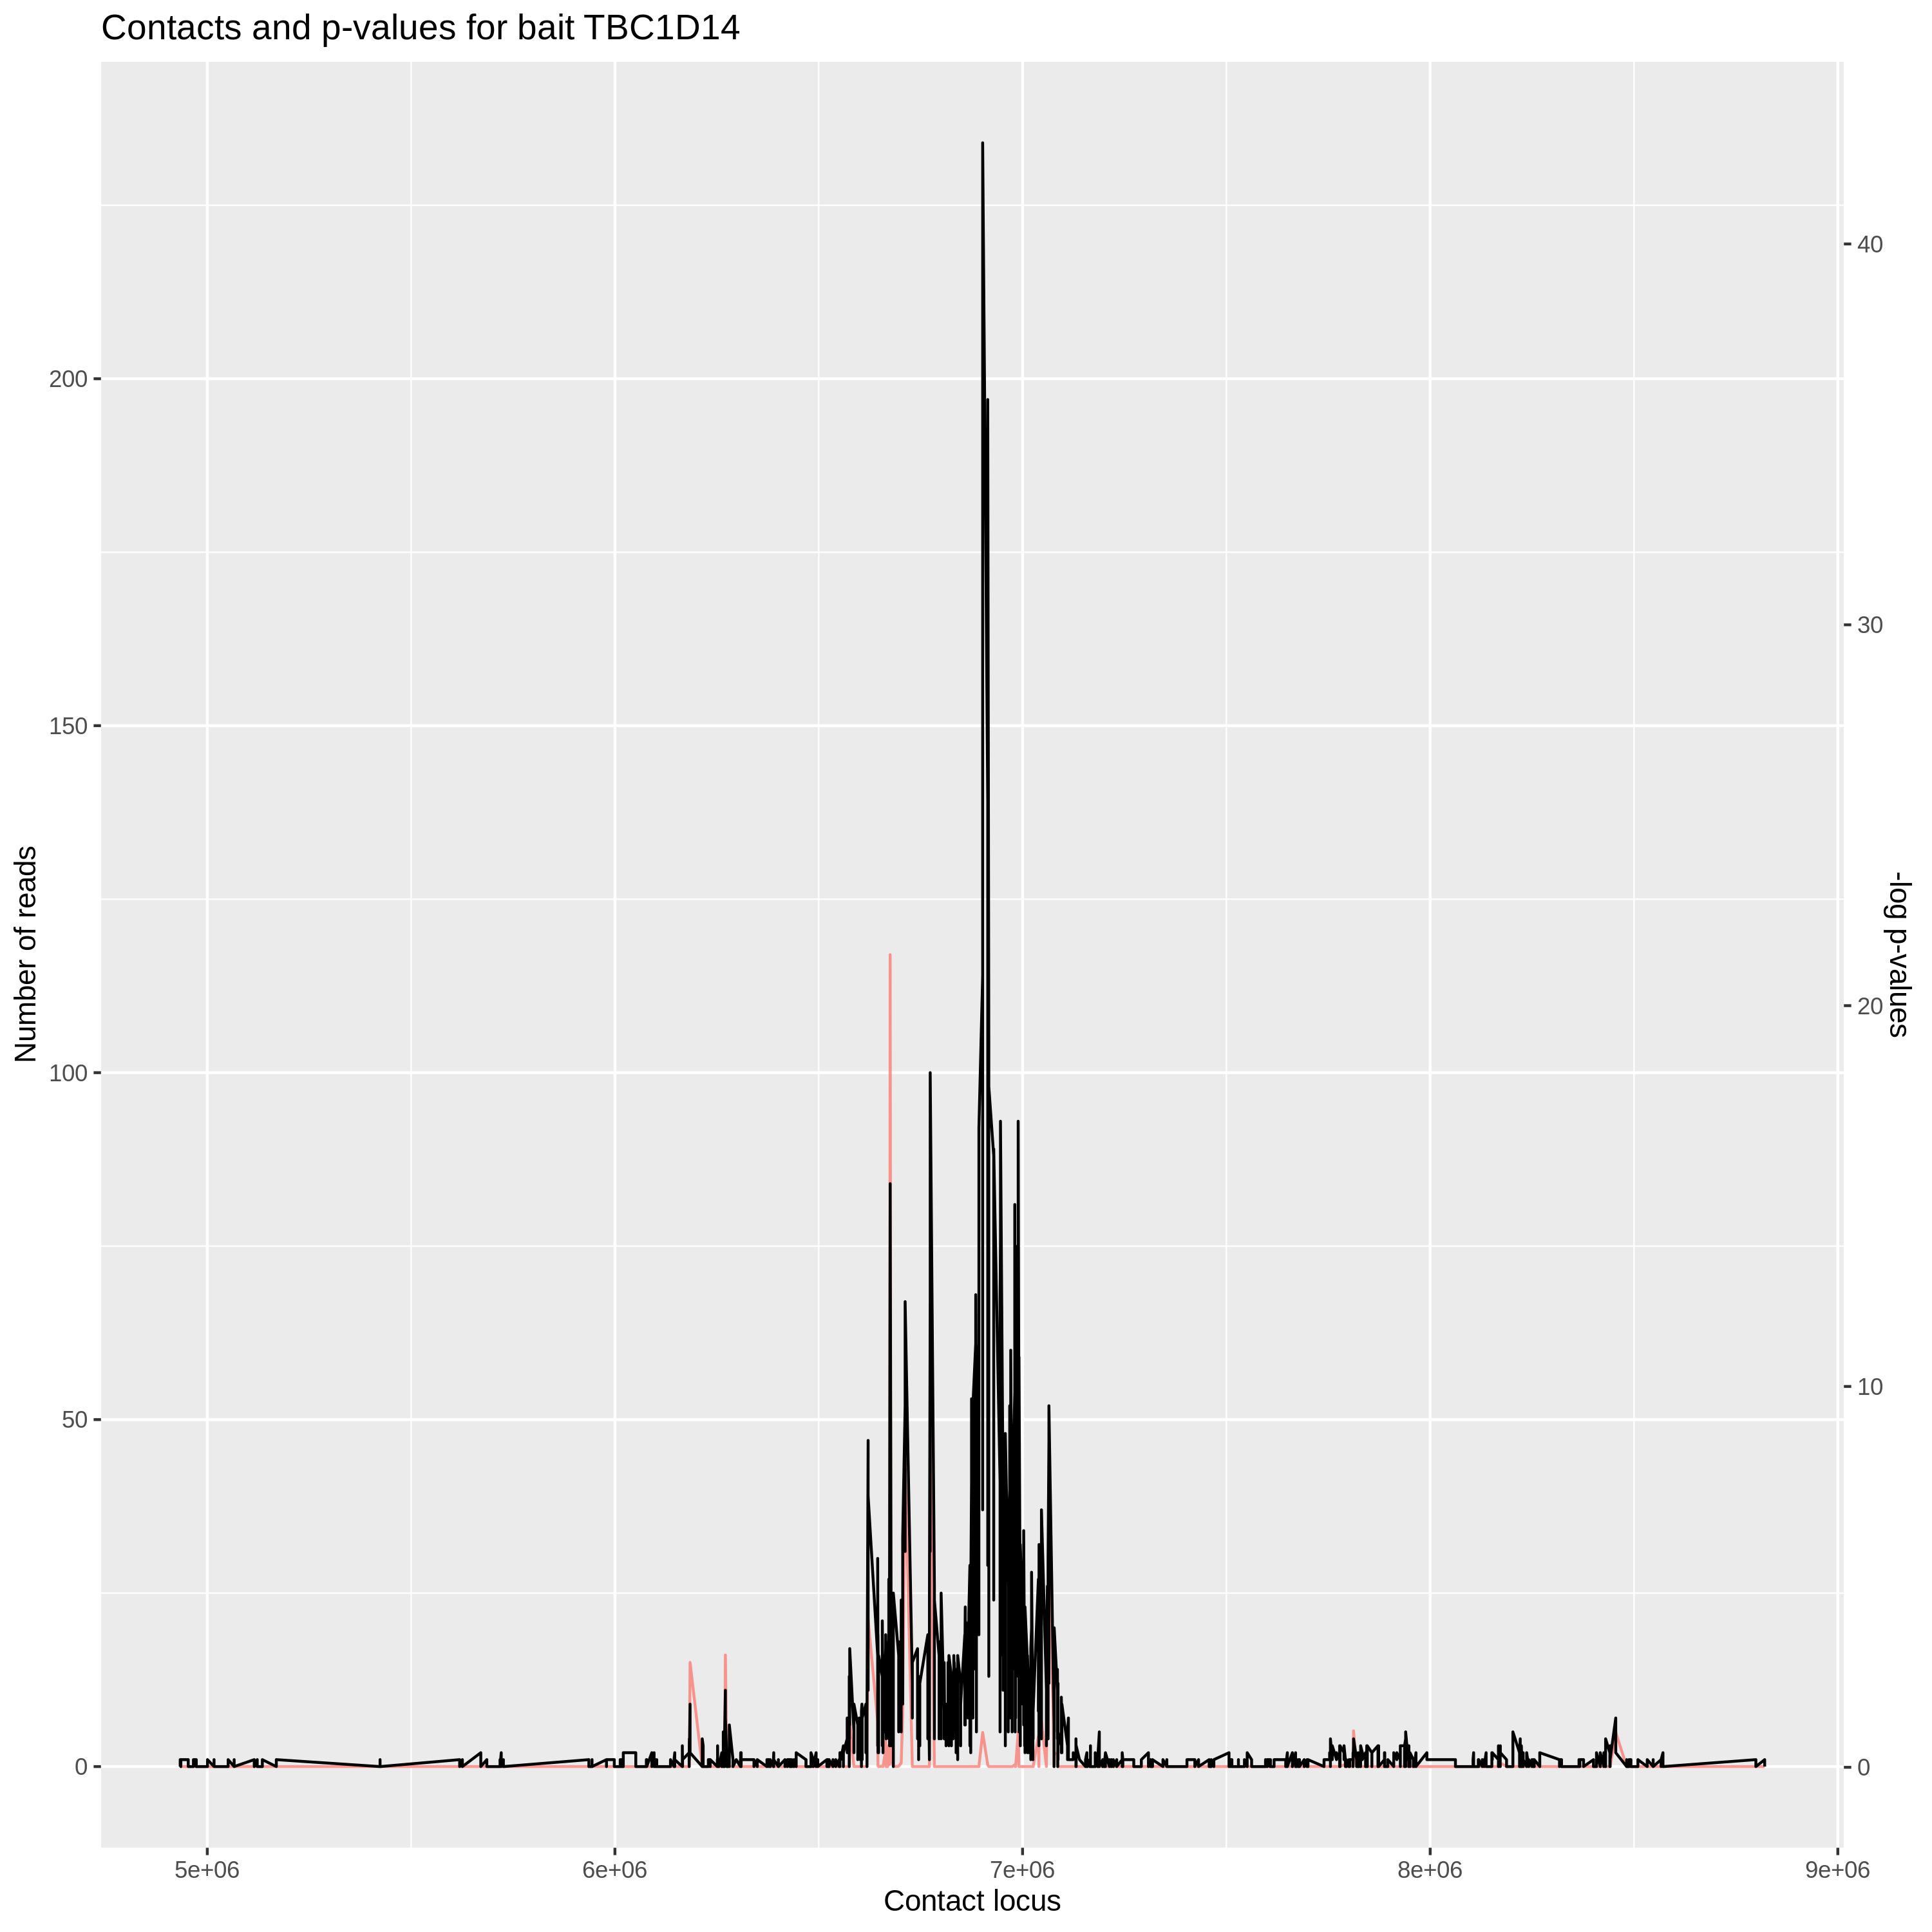 Contacts and p-values for bait TBC1D14
200
150
100
50
0
Number of reads
40
30
20
10
0
-log p-values
5e+06 6e+06 7e+06 8e+06 9e+06
Contact locus